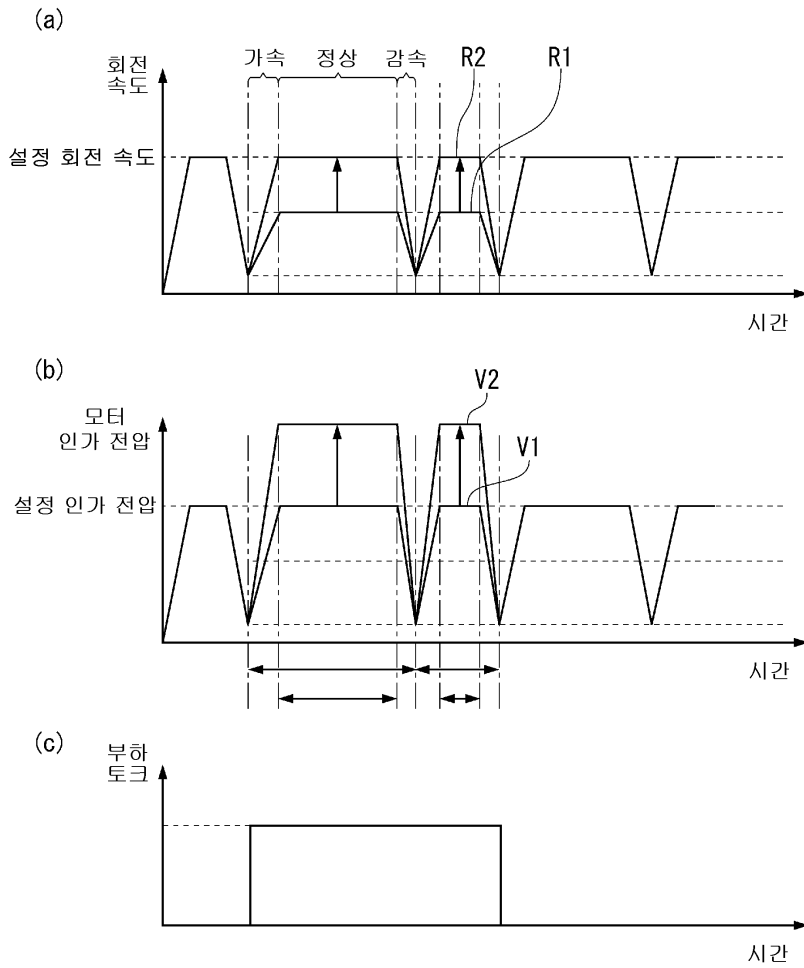 (a)
회전
속도
가속 정상 감속 R2 R1
설정 회전 속도
시간
(b)
모터
인가 전압
V2
V1
설정 인가 전압
시간
(c)
부하
토크
시간